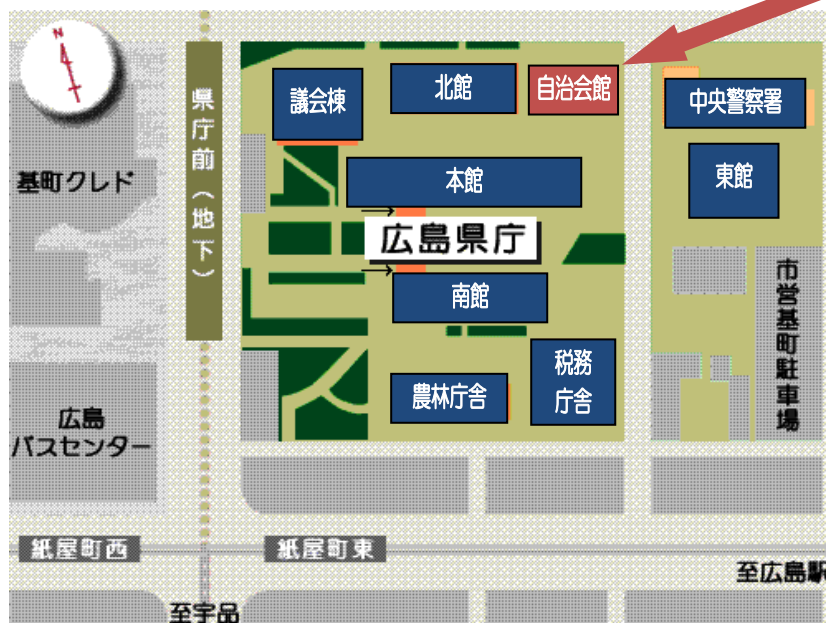 N
県庁前（地下）
議会棟
北館
自治会館
中央警察署
基町クレド
本館
東館
広島県庁
南館
市営基町駐車場
税務
庁舎
農林庁舎
広島
バスセンター
紙屋町西
紙屋町東
至広島駅
至宇品